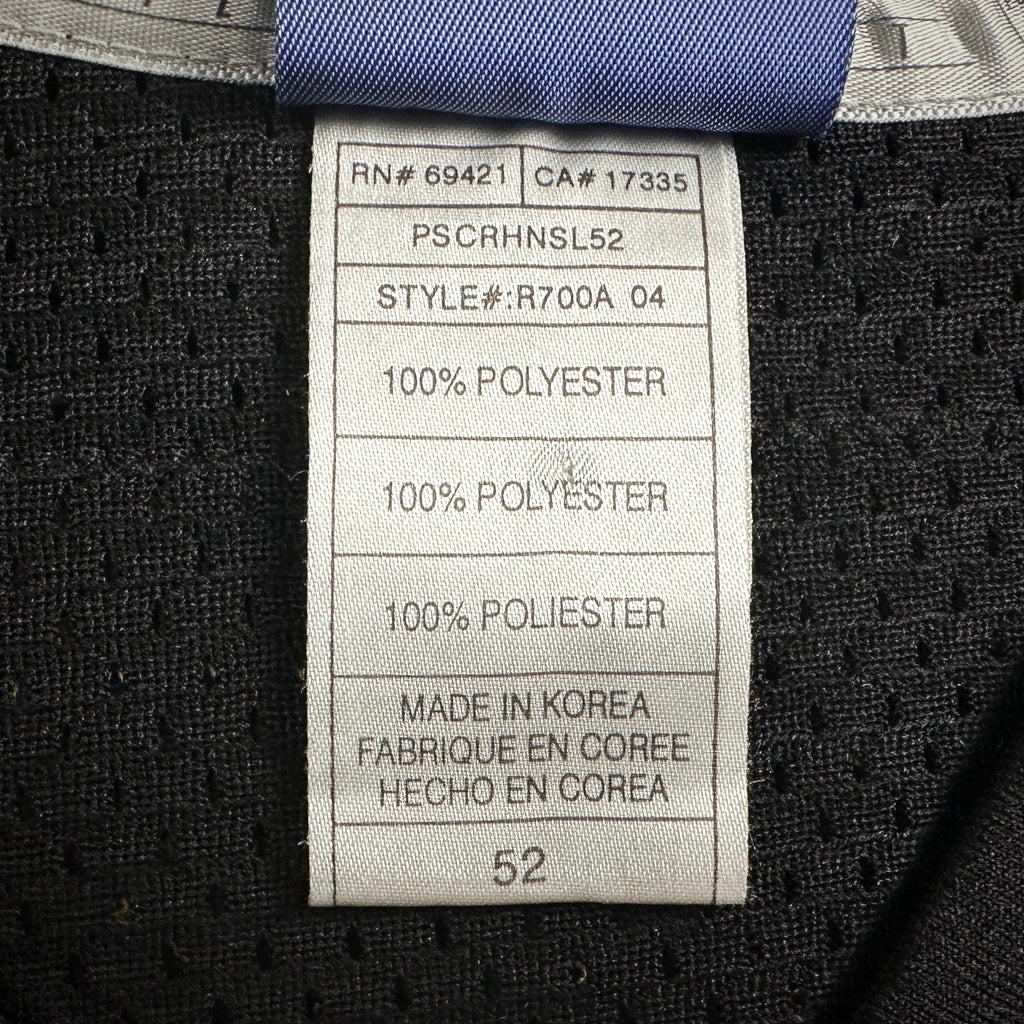 RN# 69421 CA# 17335
PSCRHNSL52
STYLE#:R700A 04
100% POLYESTER
100% POLYESTER
100% POLIESTER
MADE IN KOREA
FABRIQUE EN COREE
HECHO EN COREA
52